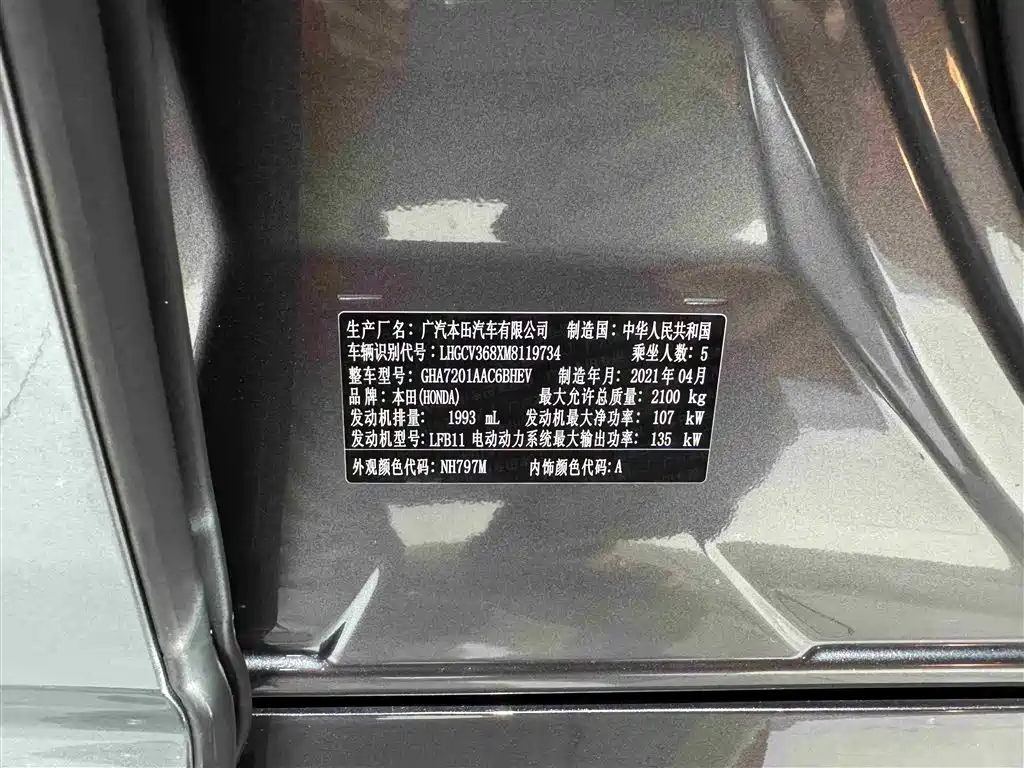 生产厂名: 广汽本田汽车有限公司 制造国: 中华人民共和国
车辆识别代号: LHGCV368XM8119734 乘坐人数: 5
整车型号: GHA7201AAC6BHEV 制造年月: 2021年04月
品牌: 本田(HONDA) 最大允许总质量: 2100 kg
发动机排量: 1993 mL 发动机最大净功率: 107 kW
发动机型号: LFB11 电动动力系统最大输出功率: 135 kW
外观颜色代码: NH797M 内饰颜色代码: A